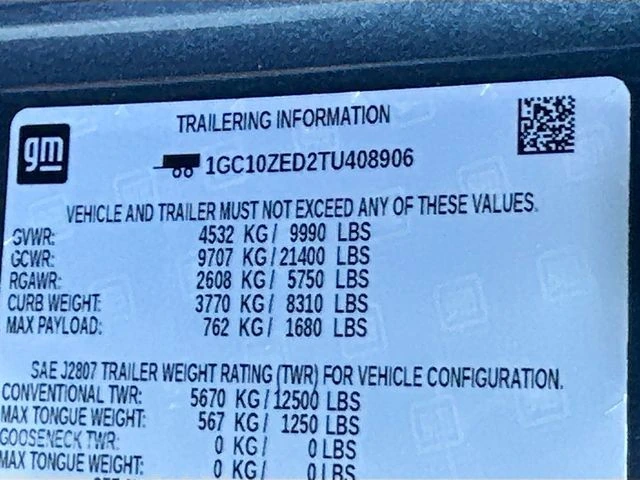 TRAILERING INFORMATION
gm
1GC10ZED2TU408906
VEHICLE AND TRAILER MUST NOT EXCEED ANY OF THESE VALUES.
GVWR: 4532 KG/ 9990 LBS
GCWR: 9707 KG/21400 LBS
RGAWR: 2608 KG/ 5750 LBS
CURB WEIGHT: 3770 KG/ 8310 LBS
MAX PAYLOAD: 762 KG/ 1680 LBS
SAE J2807 TRAILER WEIGHT RATING (TWR) FOR VEHICLE CONFIGURATION.
CONVENTIONAL TWR: 5670 KG/12500 LBS
MAX TONGUE WEIGHT: 567 KG/ 1250 LBS
GOOSENECK TWR: 0 KG/ 0 LBS
MAX TONGUE WEIGHT: 0 KG/ 0 LBS